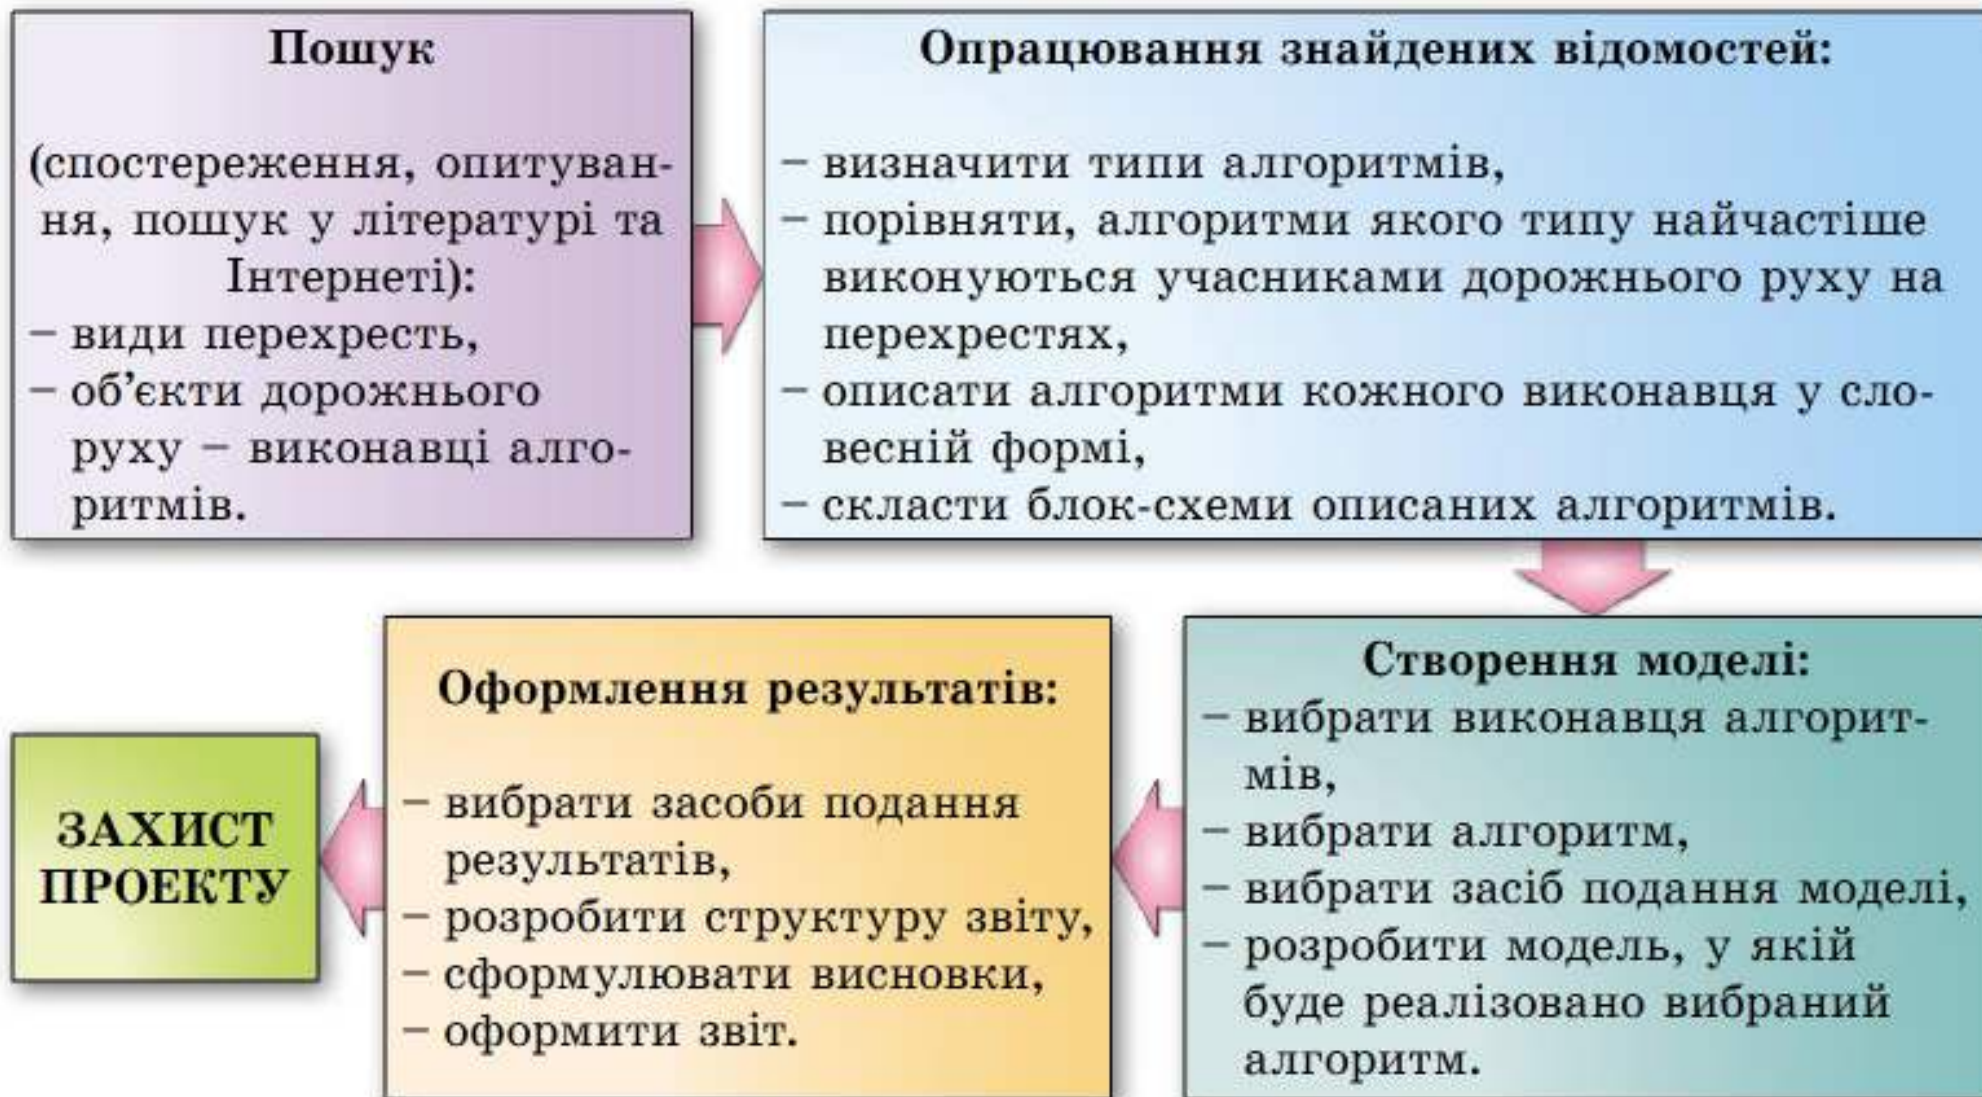 Пошук
(спостереження, опитуван-
ня, пошук у літературі та
Інтернеті):
– види перехресть,
– об’єкти дорожнього
руху – виконавці алго-
ритмів.
Опрацювання знайдених відомостей:
– визначити типи алгоритмів,
– порівняти, алгоритми якого типу найчастіше
виконуються учасниками дорожнього руху на
перехрестях,
– описати алгоритми кожного виконавця у сло-
весній формі,
– скласти блок-схеми описаних алгоритмів.
Створення моделі:
– вибрати виконавця алгорит-
мів,
– вибрати алгоритм,
– вибрати засіб подання моделі,
– розробити модель, у якій
буде реалізовано вибраний
алгоритм.
Оформлення результатів:
– вибрати засоби подання
результатів,
– розробити структуру звіту,
– сформулювати висновки,
– оформити звіт.
ЗАХИСТ
ПРОЕКТУ